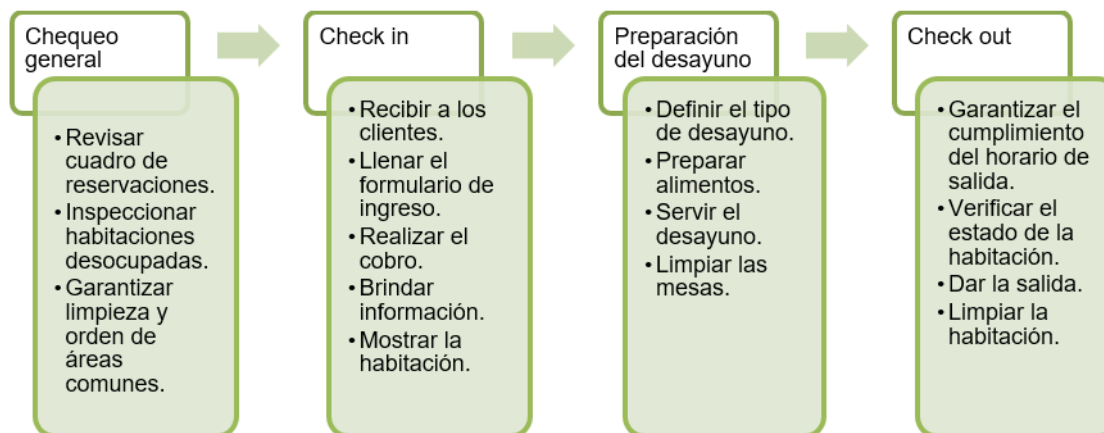 Chequeo
general
• Revisar
cuadro de
reservaciones.
• Inspeccionar
habitaciones
desocupadas.
• Garantizar
limpieza y
orden de
áreas
comunes.
Check in
• Recibir a los
clientes.
• Llenar el
formulario de
ingreso.
• Realizar el
cobro.
• Brindar
información.
• Mostrar la
habitación.
Preparación
del desayuno
• Definir el tipo
de desayuno.
• Preparar
alimentos.
• Servir el
desayuno.
• Limpiar las
mesas.
Check out
• Garantizar el
cumplimiento
del horario de
salida.
• Verificar el
estado de la
habitación.
• Dar la salida.
• Limpiar la
habitación.